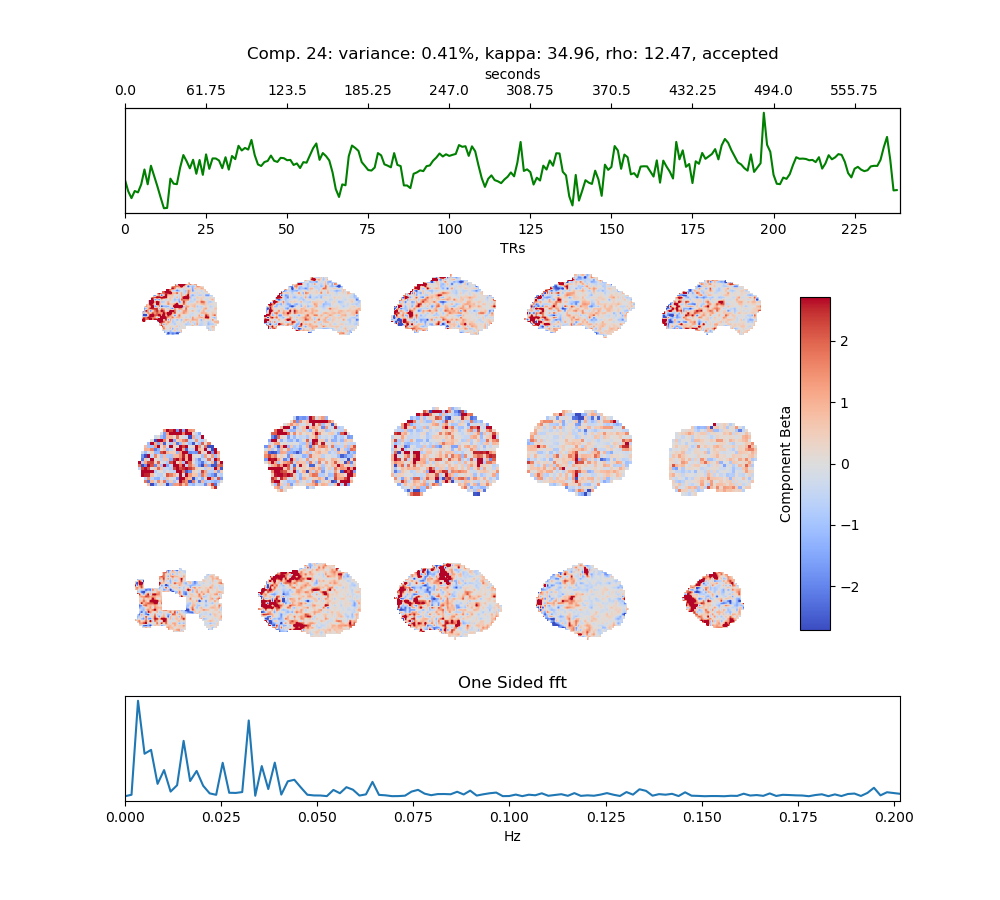 Comp. 24: variance: 0.41%, kappa: 34.96, rho: 12.47, accepted
seconds
0.0 61.75 123.5 185.25 247.0 308.75 370.5 432.25 494.0 555.75
0 25 50 75 100 125 150 175 200 225
TRs
2
1
0
−1
−2
Component Beta
One Sided fft
0.000 0.025 0.050 0.075 0.100 0.125 0.150 0.175 0.200
Hz